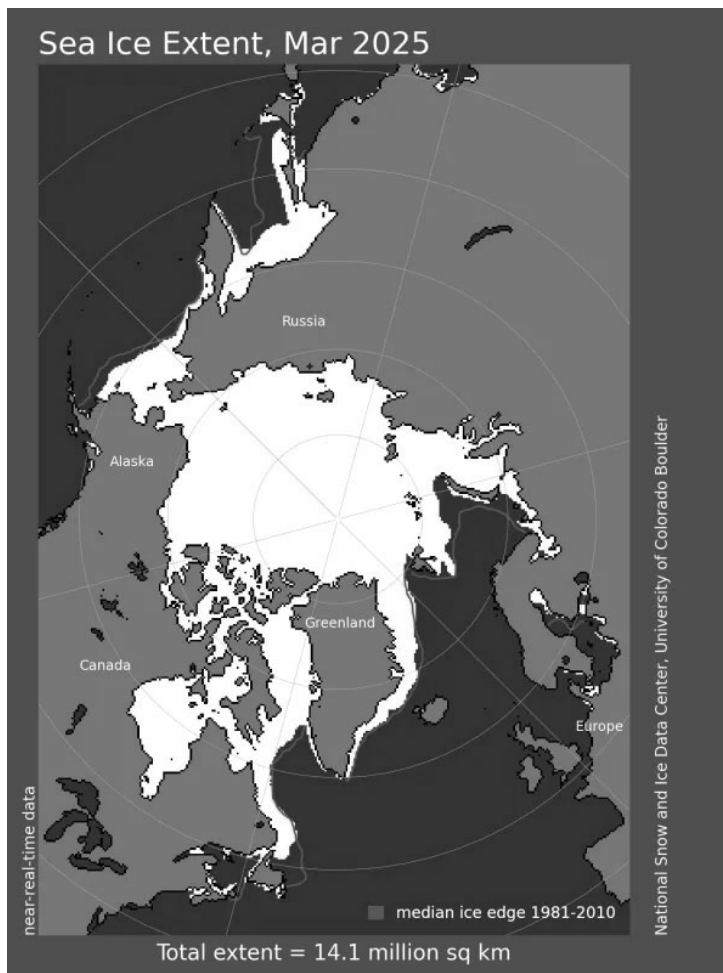 Sea Ice Extent, Mar 2025
Russia
Alaska
Greenland
Canada
Europe
National Snow and Ice Data Center, University of Colorado Boulder
near-real-time data
median ice edge 1981-2010
Total extent = 14.1 million sq km